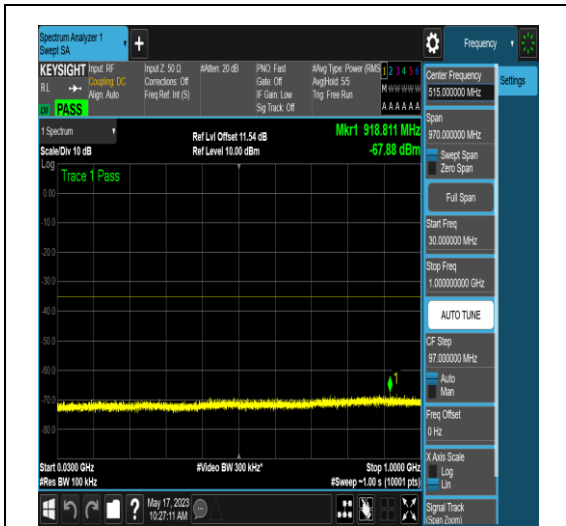 Spectrum Analyzer 1
Swept SA
+
Frequency
KEYSIGHT
Input: RF
Input Z: 50 Ω
#Atten: 20 dB
PNO: Fast
#Avg Type: Power (RMS
1 2 3 4 5 6
RL
Coupling: DC
Corrections: Off
Gate: Off
Avg|Hold: 5/5
M W W W W W
Align: Auto
Freq Ref: Int (S)
IF Gain: Low
Trig: Free Run
Sig Track: Off
A A A A A A
PASS
1 Spectrum
Ref Lvl Offset 11.54 dB
Mkr1 918.811 MHz
Scale/Div 10 dB
Ref Level 10.00 dBm
-67.88 dBm
Log
Trace 1 Pass
0.00
-10.0
-20.0
-30.0
-40.0
-50.0
-60.0
-70.0
-80.0
1
Start 0.0300 GHz
#Video BW 300 kHz*
Stop 1.0000 GHz
#Res BW 100 kHz
#Sweep ~1.00 s (10001 pts)
May 17, 2023
10:27:11 AM
Center Frequency
515.000000 MHz
Settings
Span
970.000000 MHz
Swept Span
Zero Span
Full Span
Start Freq
30.000000 MHz
Stop Freq
1.000000000 GHz
AUTO TUNE
CF Step
97.000000 MHz
Auto
Man
Freq Offset
0 Hz
X Axis Scale
Log
Lin
Signal Track
(Span Zoom)